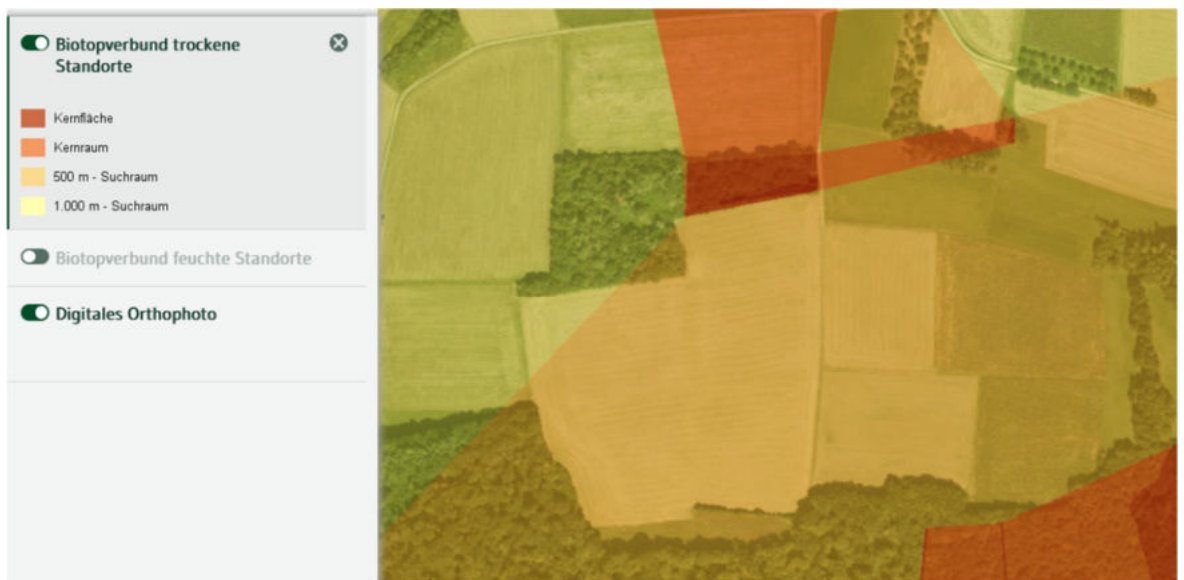 Biotopverbund trockene
Standorte
Kernfläche
Kernraum
500 m - Suchraum
1.000 m - Suchraum
Biotopverbund feuchte Standorte
Digitales Orthophoto